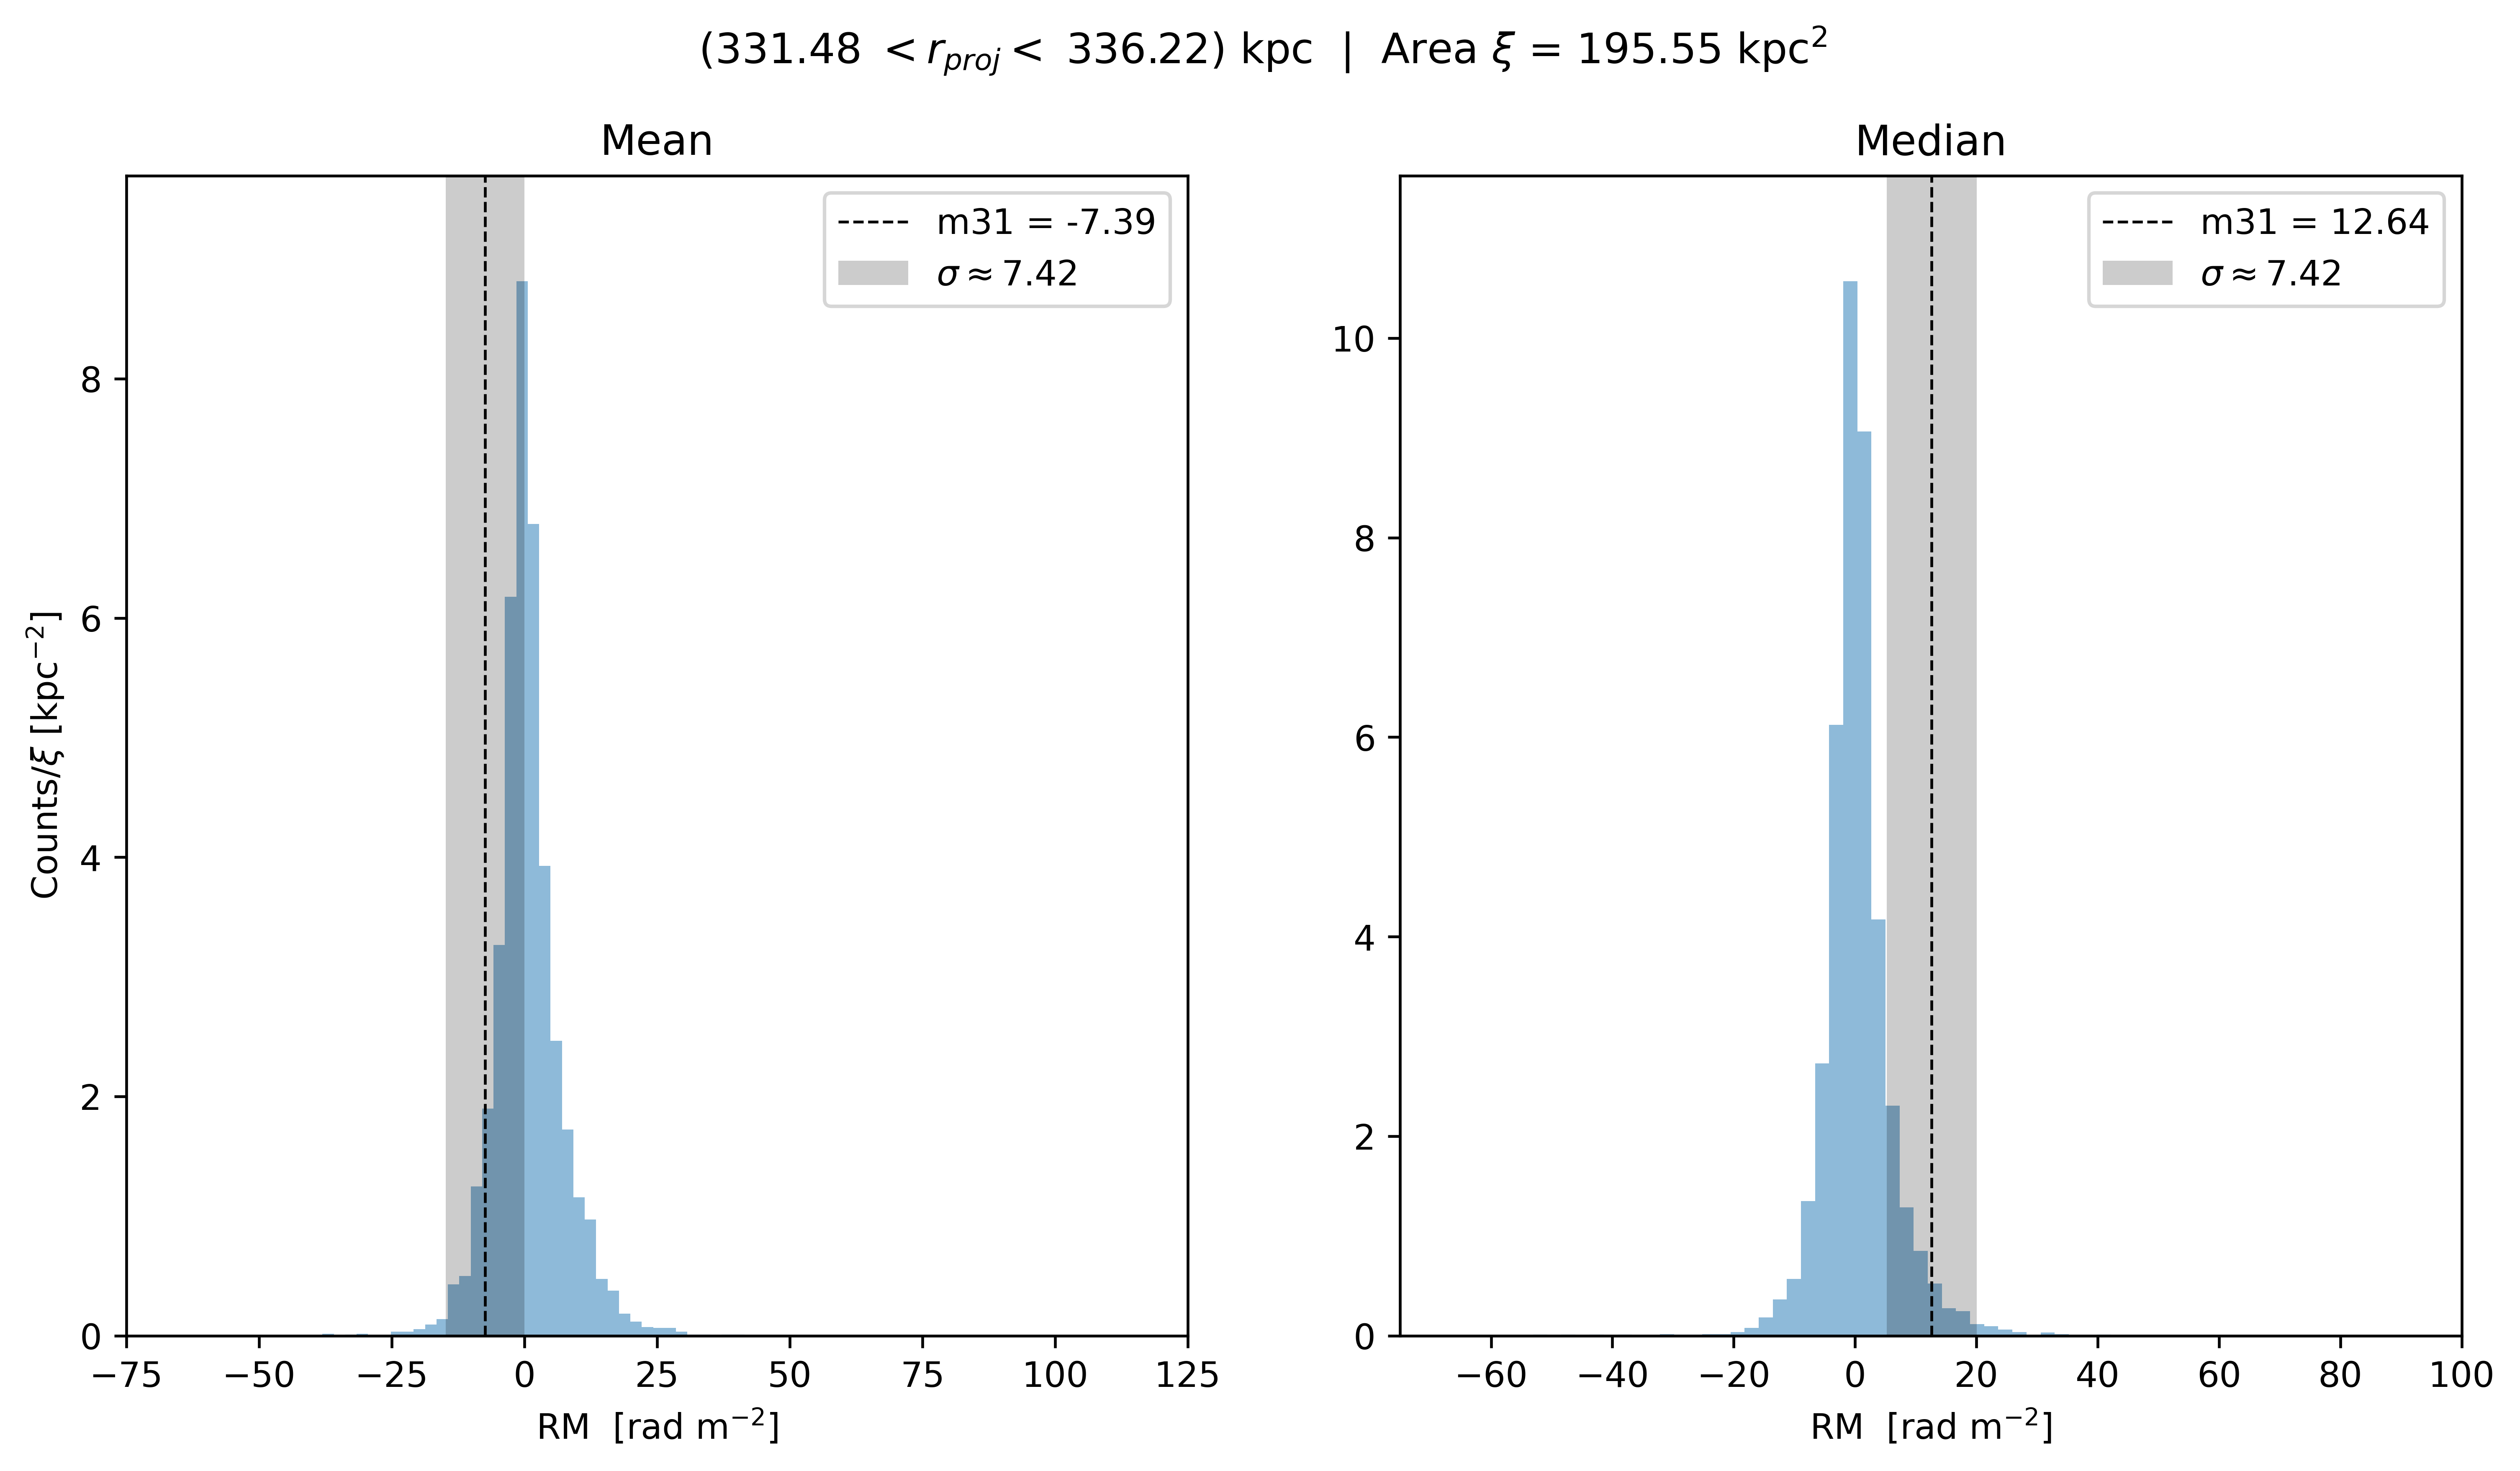 (331.48 < r_proj < 336.22) kpc | Area ξ = 195.55 kpc²
Mean
m31 = -7.39
σ ≈ 7.42
Counts/ξ [kpc⁻²]
8
6
4
2
0
−75 −50 −25 0 25 50 75 100 125
RM [rad m⁻²]
Median
m31 = 12.64
σ ≈ 7.42
10
8
6
4
2
0
−60 −40 −20 0 20 40 60 80 100
RM [rad m⁻²]